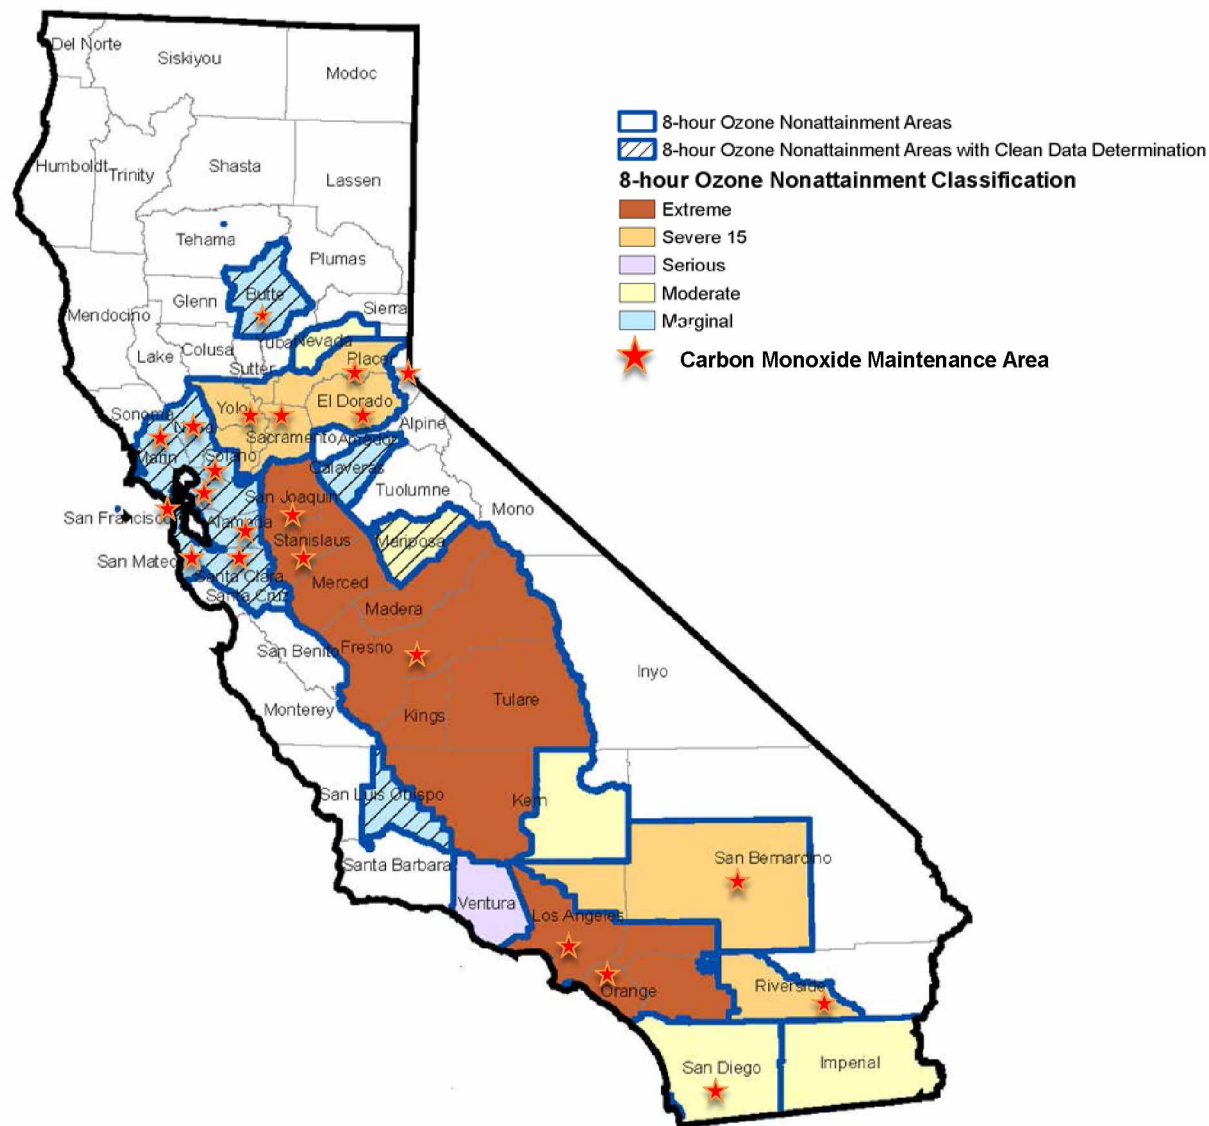 Del Norte
Siskiyou
Modoc
8-hour Ozone Nonattainment Areas
8-hour Ozone Nonattainment Areas with Clean Data Determination
Humboldt
Trinity
Shasta
Lassen
8-hour Ozone Nonattainment Classification
Extreme
Tehama
Severe 15
Plumas
Serious
Glenn
Butte
Moderate
Mendocino
Sierra
Marginal
Lake
Colusa
Yuba
Nevada
Placer
Carbon Monoxide Maintenance Area
Sutter
Sonoma
Napa
Yolo
El Dorado
Alpine
Sacramento
Amador
Marin
Solano
Calaveras
San Joaquin
Tuolumne
Mono
San Francisco
Alameda
Stanislaus
Mariposa
San Mateo
Santa Clara
Merced
Santa Cruz
Madera
San Benito
Fresno
Inyo
Tulare
Monterey
Kings
San Luis Obispo
Kern
San Bernardino
Santa Barbara
Ventura
Los Angeles
Orange
Riverside
San Diego
Imperial